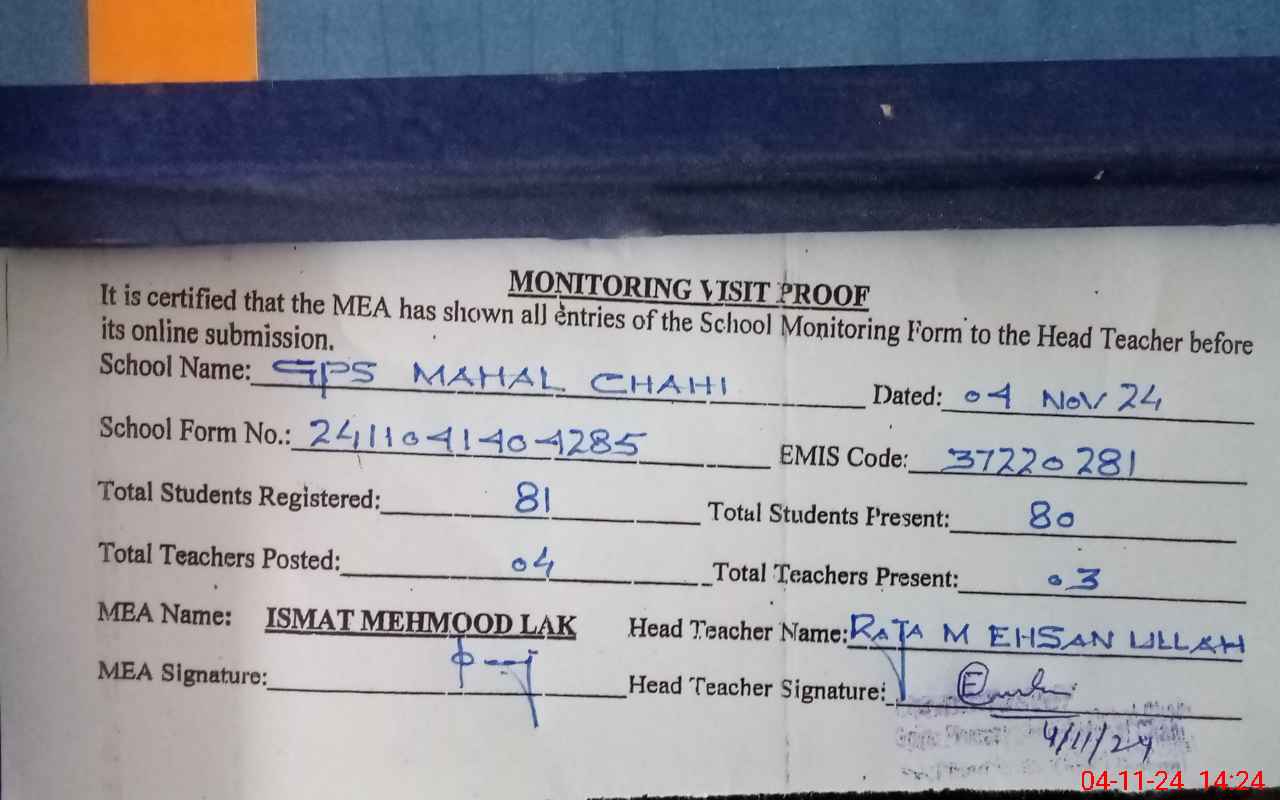 MONITORING VISIT PROOF
It is certified that the MEA has shown all entries of the School Monitoring Form to the Head Teacher before
its online submission.
School Name: GPS MAHAL CHAHI Dated: 04 Nov 24
School Form No.: 2411041404285 EMIS Code: 37220281
Total Students Registered: 81 Total Students Present: 80
Total Teachers Posted: 04 Total Teachers Present: 03
MEA Name: ISMAT MEHMOOD LAK Head Teacher Name: RAJA M EHSAN ULLAH
MEA Signature: Head Teacher Signature:
4/11/24
04-11-24 14:24